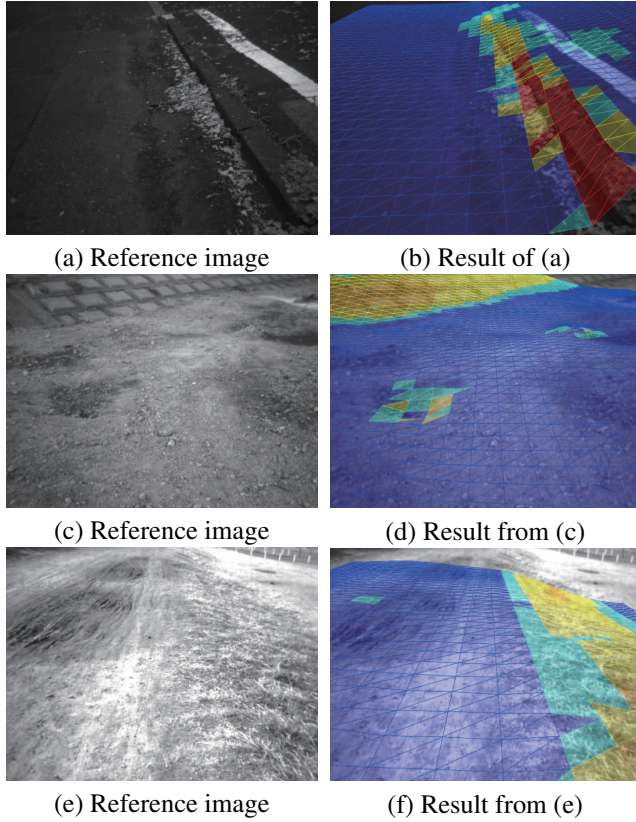 (a) Reference image
(b) Result of (a)
(c) Reference image
(d) Result from (c)
(e) Reference image
(f) Result from (e)